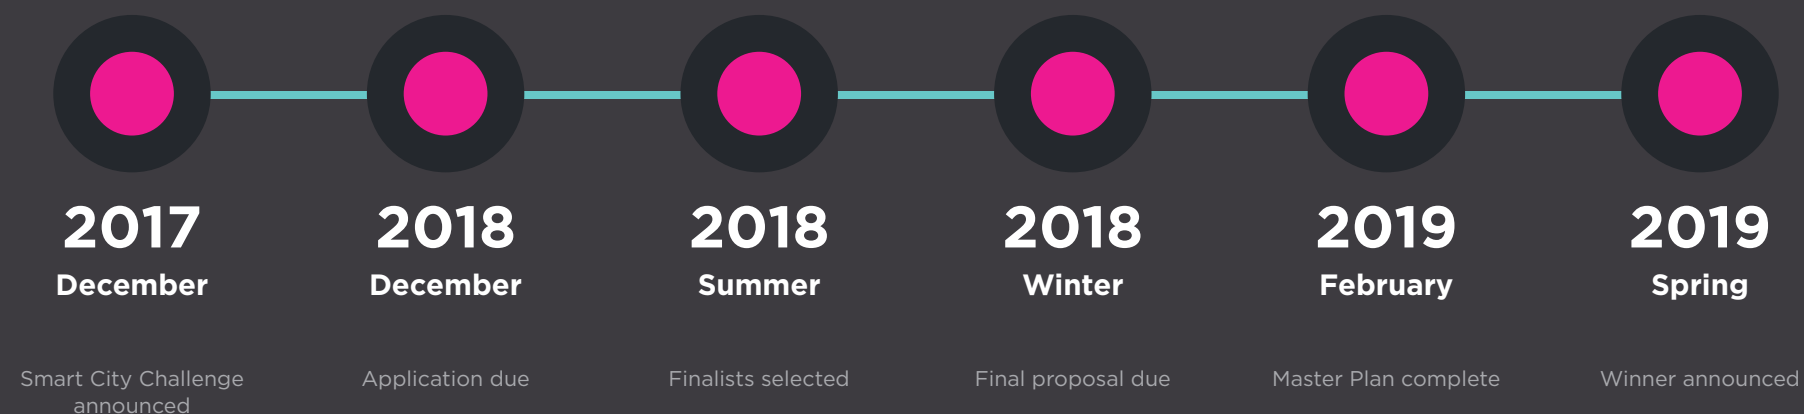 2017
December
Smart City Challenge
announced
2018
December
Application due
2018
Summer
Finalists selected
2018
Winter
Final proposal due
2019
February
Master Plan complete
2019
Spring
Winner announced